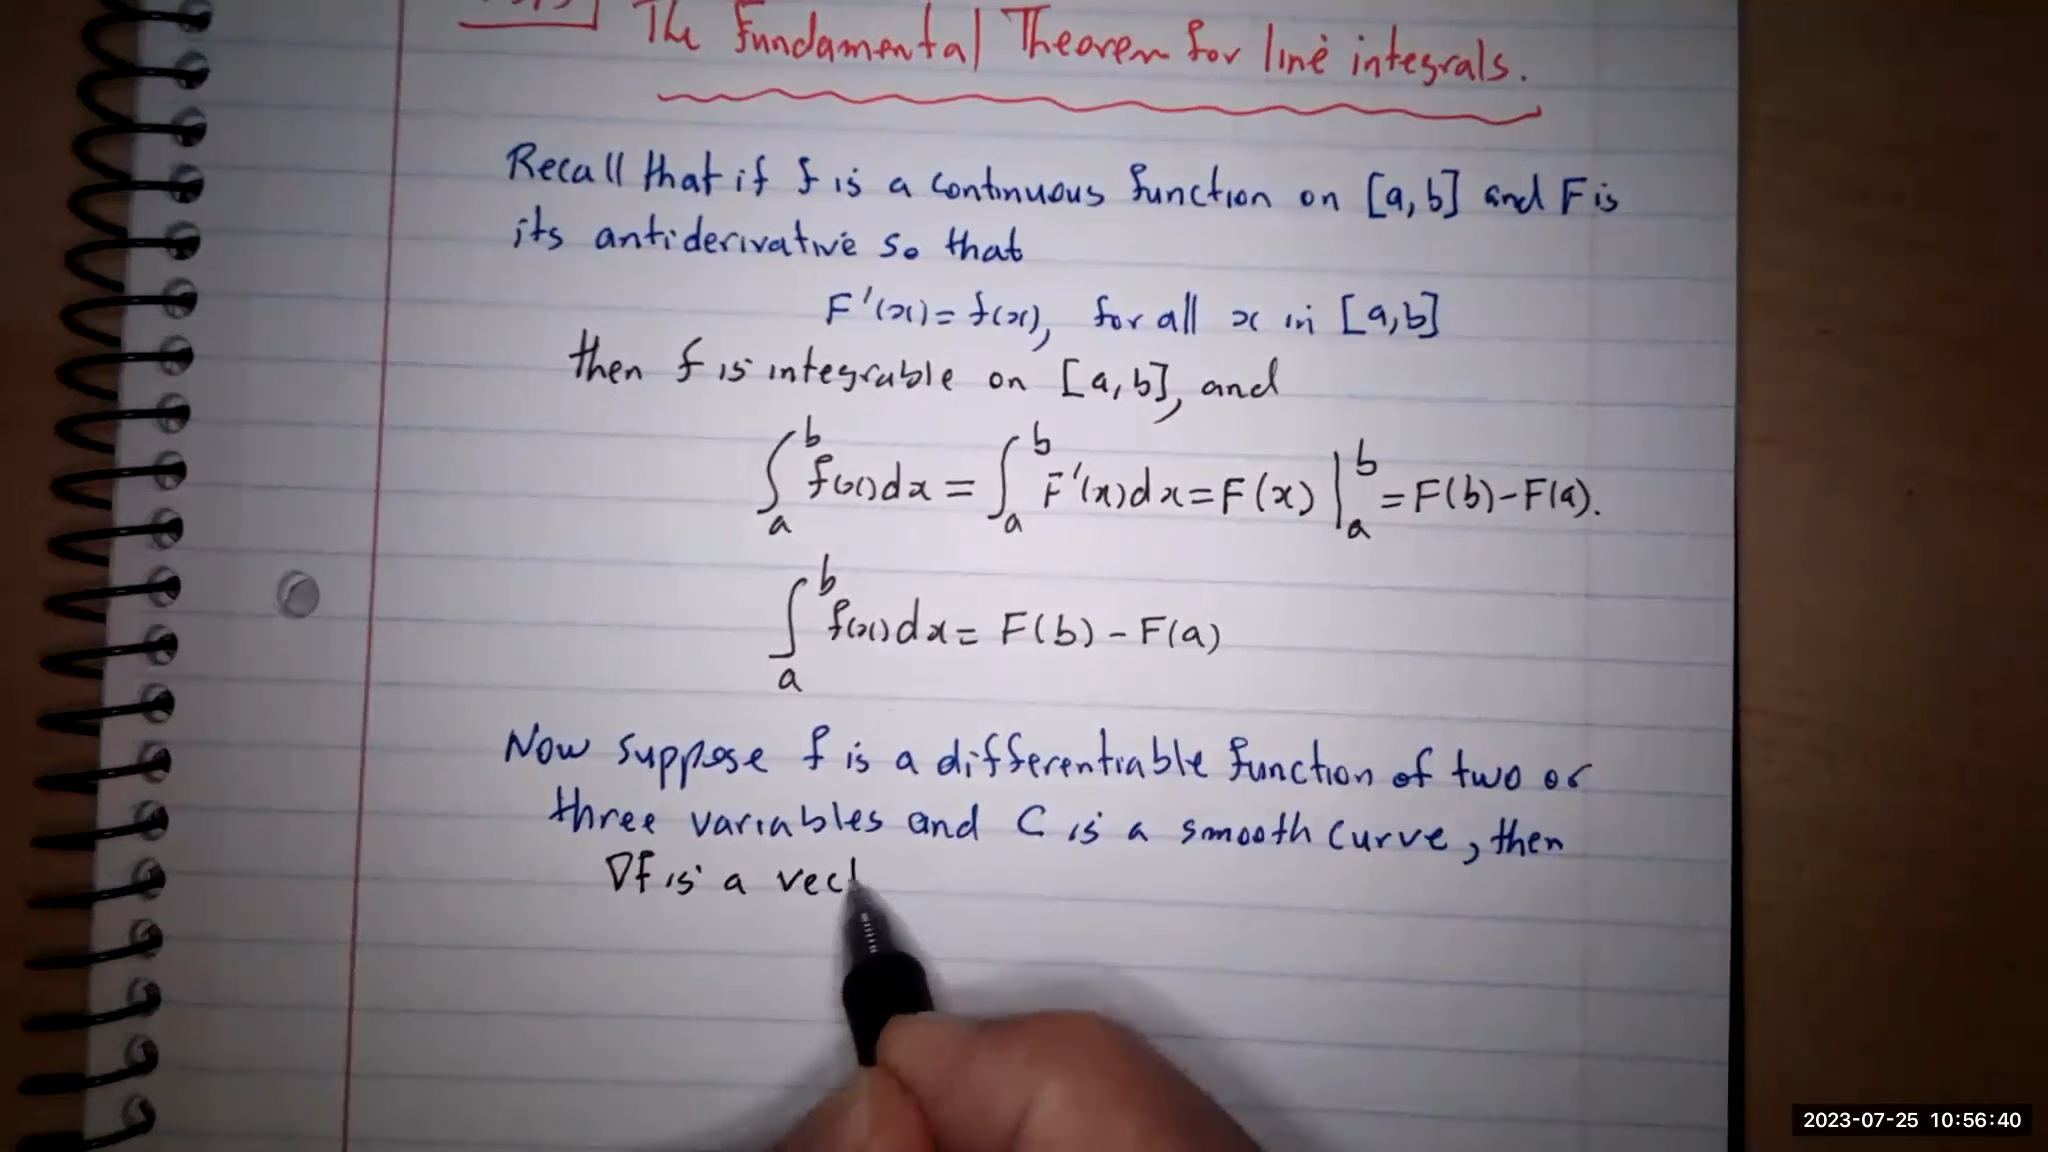 The Fundamental Theorem for line integrals.
Recall that if f is a continuous function on [a,b] and F is
its antiderivative so that
F'(x)=f(x), for all x in [a,b]
then f is integrable on [a,b], and
∫_a^b f(x)dx = ∫_a^b F'(x)dx = F(x) |_a^b = F(b)-F(a).
∫_a^b f(x)dx = F(b) - F(a)
Now suppose f is a differentiable function of two or
three variables and C is a smooth curve, then
∇f is a vect
2023-07-25 10:56:40